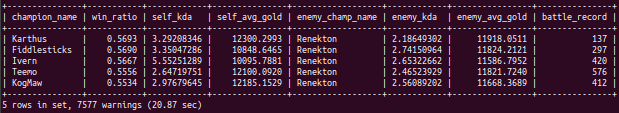 +---------------+-----------+------------+---------------+------------------+------------+----------------+---------------+
| champion_name | win_ratio | self_kda   | self_avg_gold | enemy_champ_name | enemy_kda  | enemy_avg_gold | battle_record |
+---------------+-----------+------------+---------------+------------------+------------+----------------+---------------+
| Karthus       |    0.5693 | 3.29208346 |    12300.2993 | Renekton         | 2.18649302 |     11918.0511 |           137 |
| Fiddlesticks  |    0.5690 | 3.35047286 |    10848.6465 | Renekton         | 2.74150964 |     11824.2121 |           297 |
| Ivern         |    0.5667 | 5.55251289 |    10095.7881 | Renekton         | 2.65322662 |     11586.7952 |           420 |
| Teemo         |    0.5556 | 2.64719751 |    12100.0920 | Renekton         | 2.46523929 |     11821.7240 |           576 |
| KogMaw        |    0.5534 | 2.97679645 |    12185.1529 | Renekton         | 2.56089202 |     11668.3689 |           412 |
+---------------+-----------+------------+---------------+------------------+------------+----------------+---------------+
5 rows in set, 7577 warnings (20.87 sec)